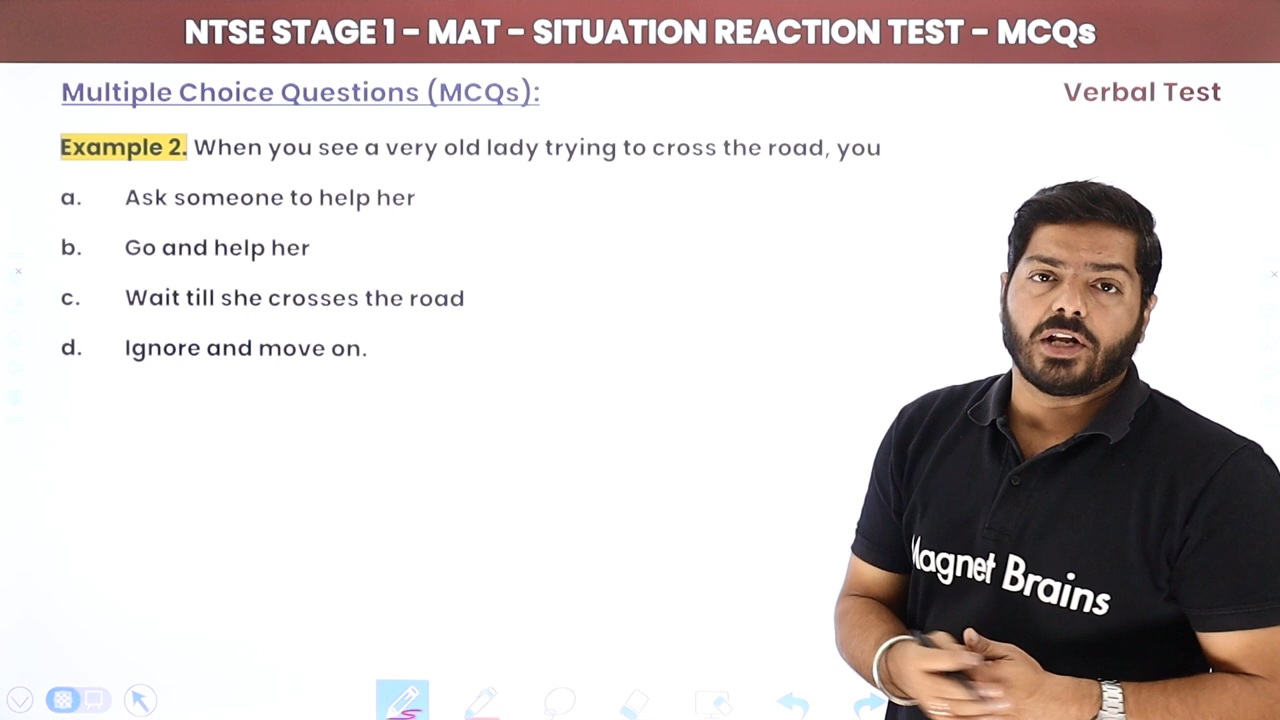 NTSE STAGE 1 – MAT – SITUATION REACTION TEST – MCQs
Multiple Choice Questions (MCQs):
Verbal Test
Example 2. When you see a very old lady trying to cross the road, you
a. Ask someone to help her
b. Go and help her
c. Wait till she crosses the road
d. Ignore and move on.
Magnet Brains